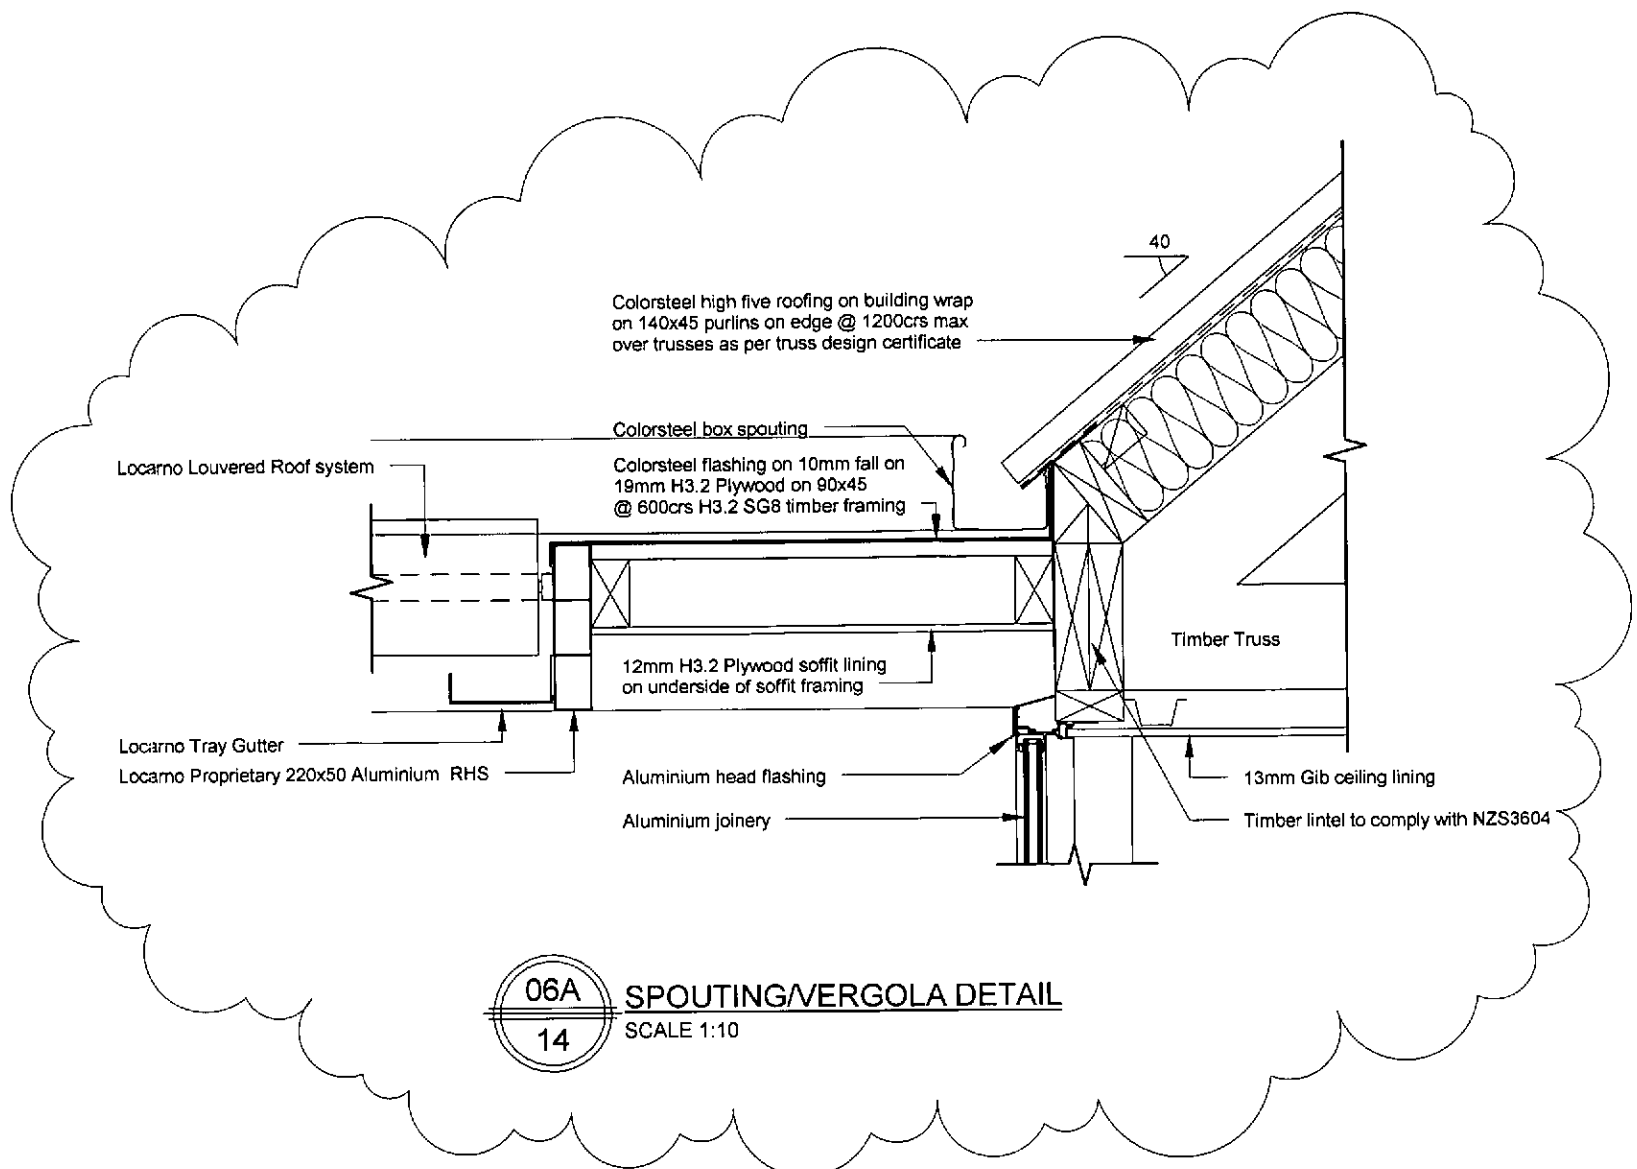 40
Colorsteel high five roofing on building wrap
on 140x45 purlins on edge @ 1200crs max
over trusses as per truss design certificate
Colorsteel box spouting
Locarno Louvered Roof system
Colorsteel flashing on 10mm fall on
19mm H3.2 Plywood on 90x45
@ 600crs H3.2 SG8 timber framing
Timber Truss
12mm H3.2 Plywood soffit lining
on underside of soffit framing
Locarno Tray Gutter
Locarno Proprietary 220x50 Aluminium RHS
Aluminium head flashing
13mm Gib ceiling lining
Aluminium joinery
Timber lintel to comply with NZS3604
06A
14
SPOUTING/VERGOLA DETAIL
SCALE 1:10